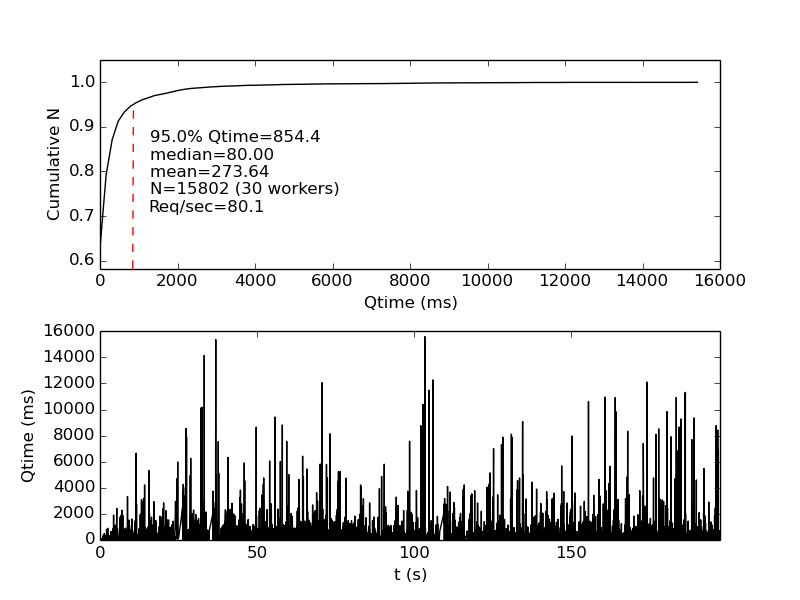 1.0
0.9
0.8
0.7
0.6
Cumulative N
95.0% Qtime=854.4
median=80.00
mean=273.64
N=15802 (30 workers)
Req/sec=80.1
0 2000 4000 6000 8000 10000 12000 14000 16000
Qtime (ms)
16000
14000
12000
10000
8000
6000
4000
2000
0
Qtime (ms)
0 50 100 150
t (s)